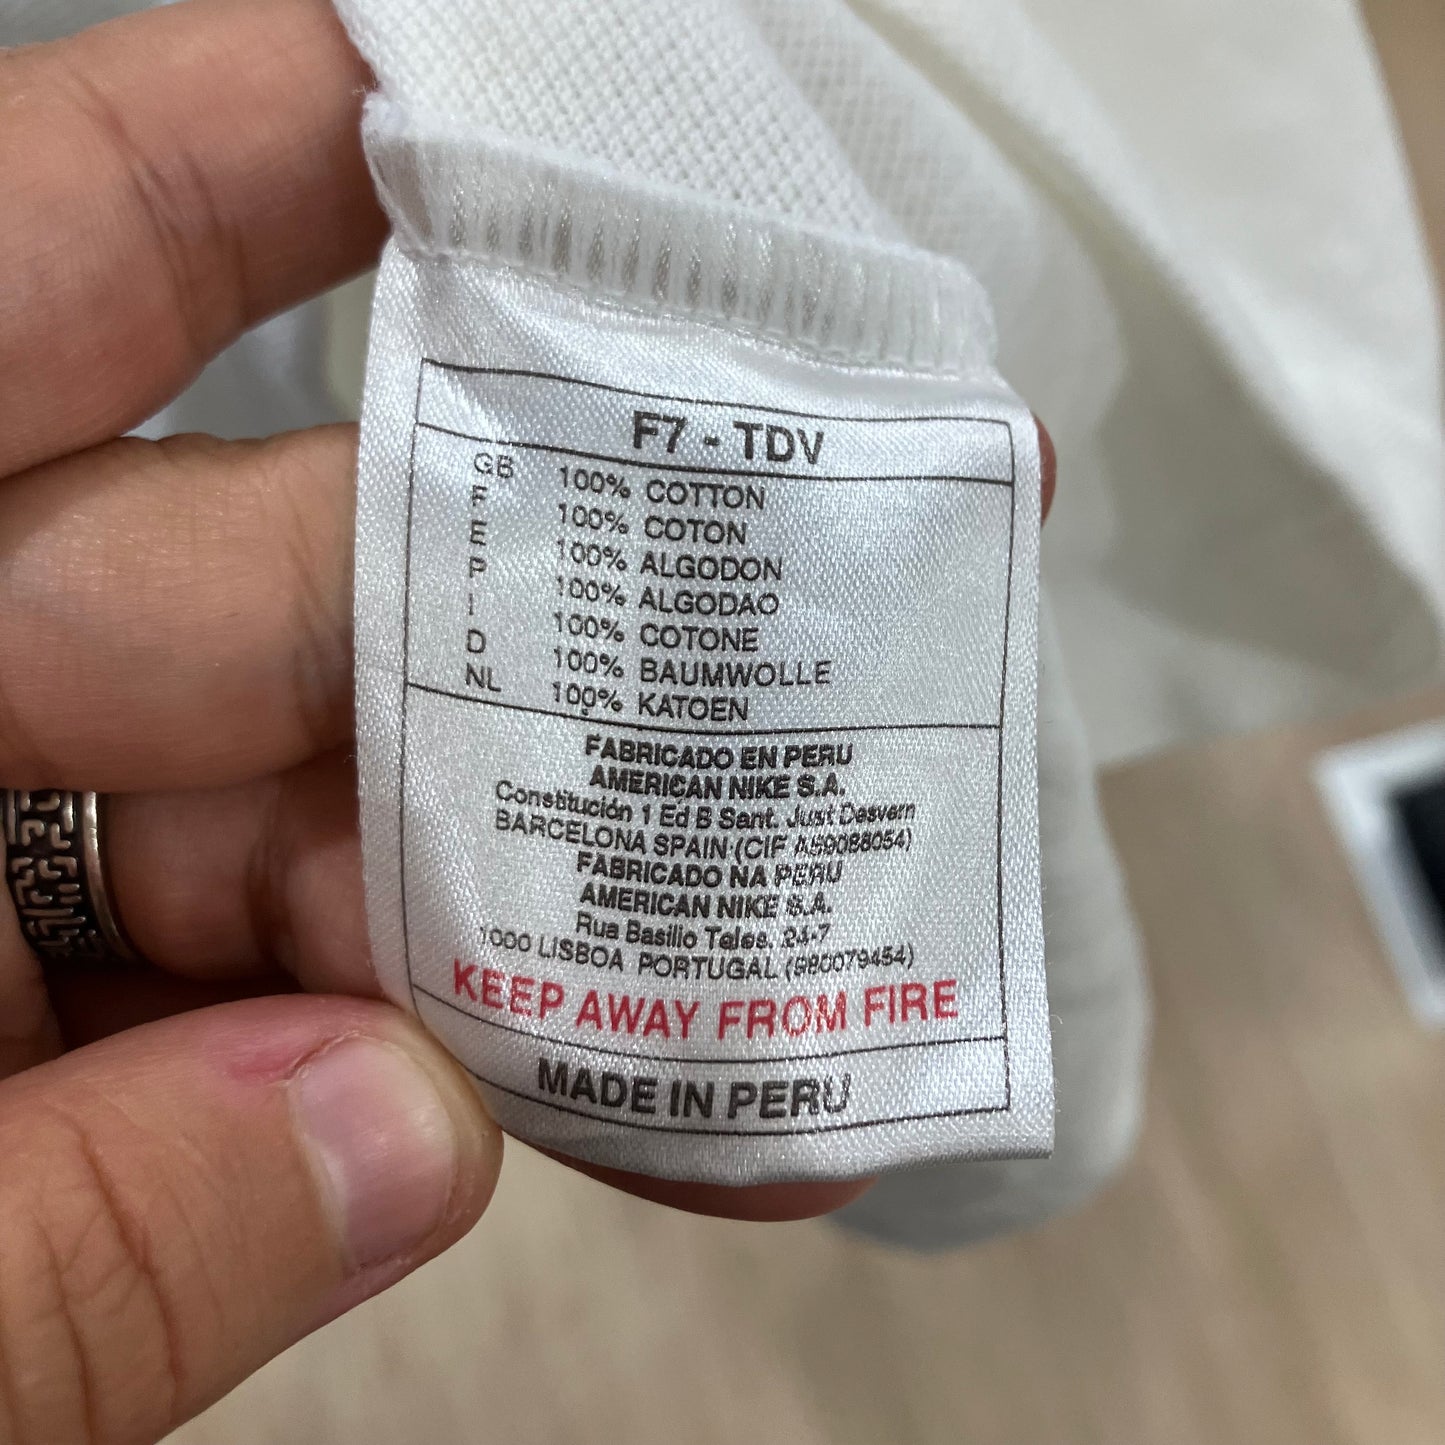 F7 - TDV
GB 100% COTTON
F 100% COTON
E 100% ALGODON
P 100% ALGODAO
I 100% COTONE
D 100% BAUMWOLLE
NL 100% KATOEN
FABRICADO EN PERU
AMERICAN NIKE S.A.
Constitución 1 Ed B Sant. Just Desvern
BARCELONA SPAIN (CIF A59088054)
FABRICADO NA PERU
AMERICAN NIKE S.A.
Rua Basilio Teles, 24-7
1000 LISBOA PORTUGAL (980079454)
KEEP AWAY FROM FIRE
MADE IN PERU